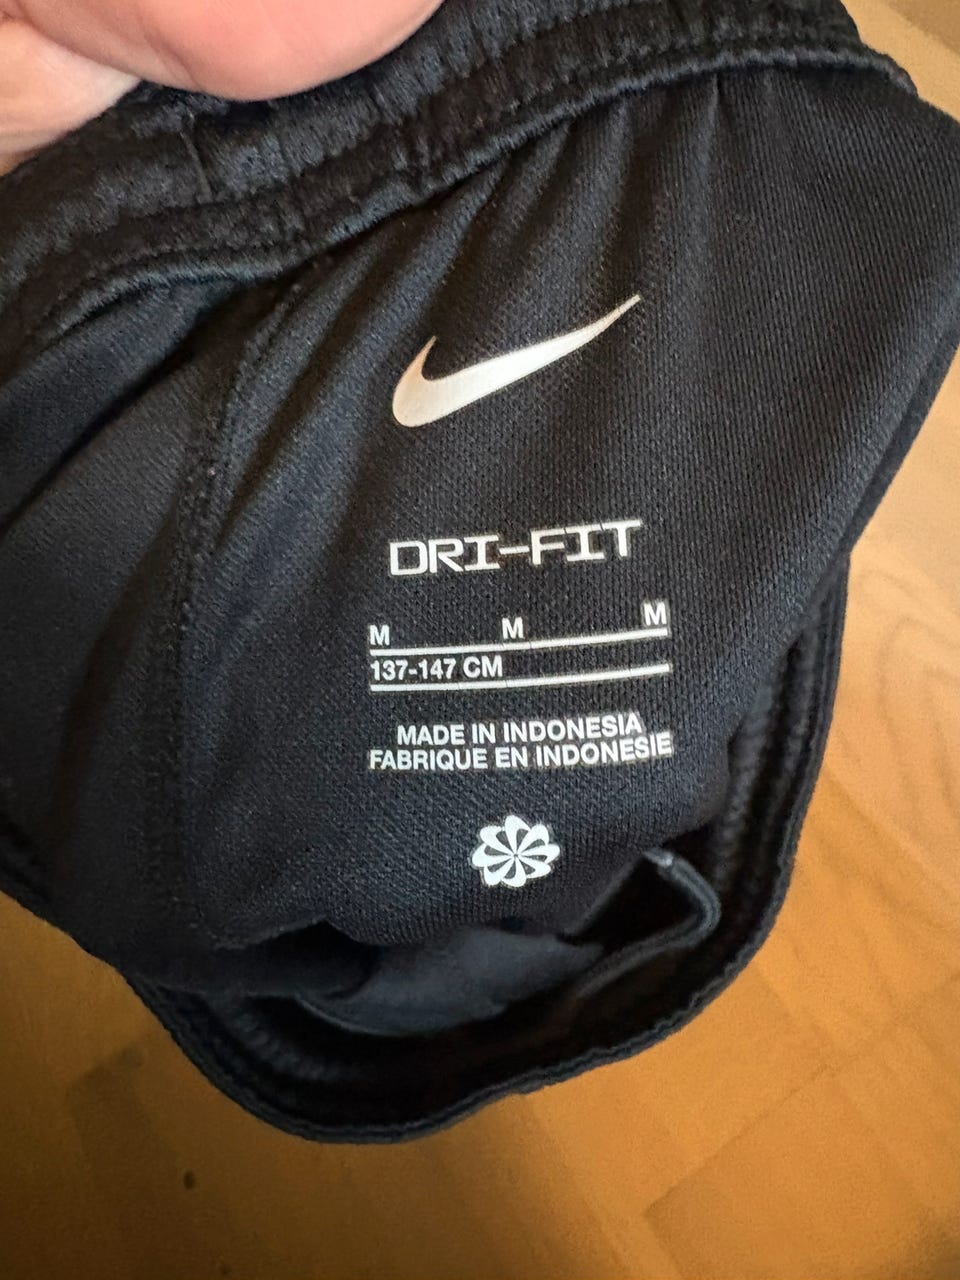 DRI-FIT
M M M
137-147 CM
MADE IN INDONESIA
FABRIQUE EN INDONESIE